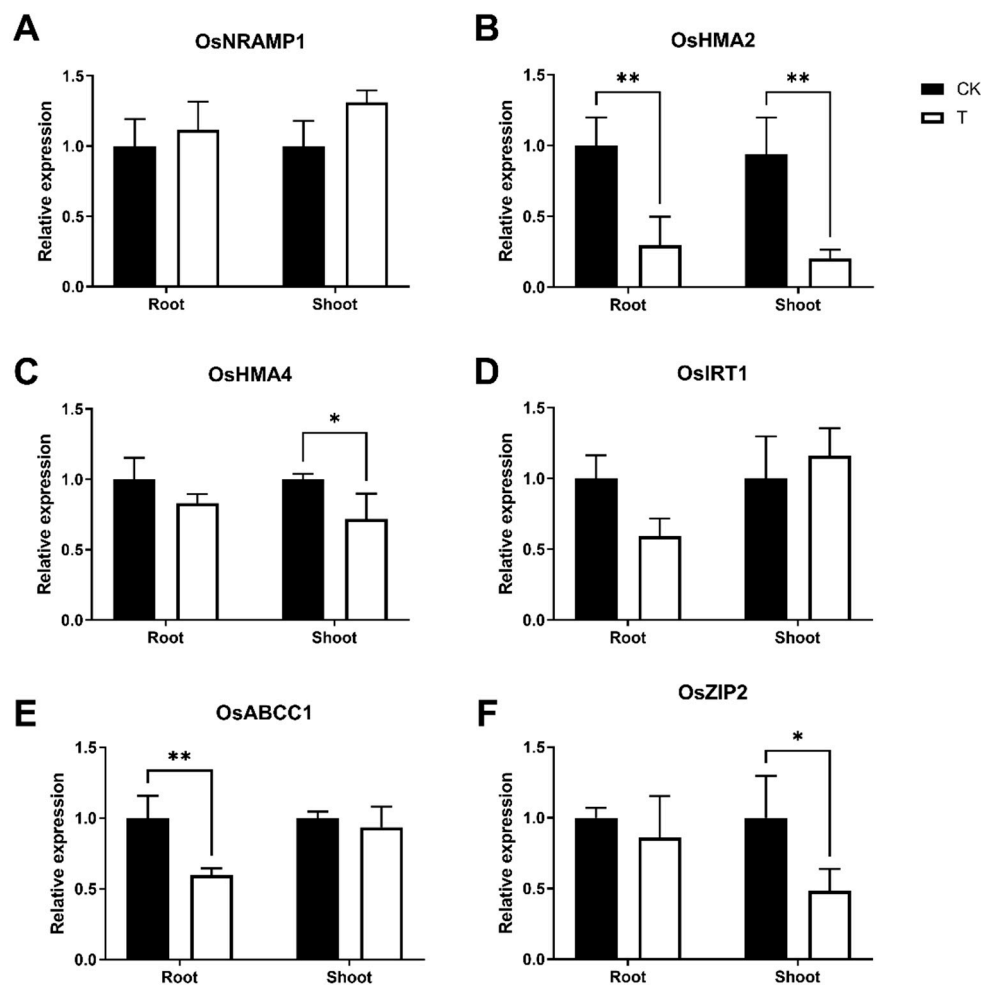 A
OsNRAMP1
Relative expression
1.5
1.0
0.5
0.0
Root
Shoot
B
OsHMA2
Relative expression
1.5
1.0
0.5
0.0
**
**
Root
Shoot
CK
T
C
OsHMA4
Relative expression
1.5
1.0
0.5
0.0
*
Root
Shoot
D
OsIRT1
Relative expression
1.5
1.0
0.5
0.0
Root
Shoot
E
OsABCC1
Relative expression
1.5
1.0
0.5
0.0
**
Root
Shoot
F
OsZIP2
Relative expression
1.5
1.0
0.5
0.0
*
Root
Shoot